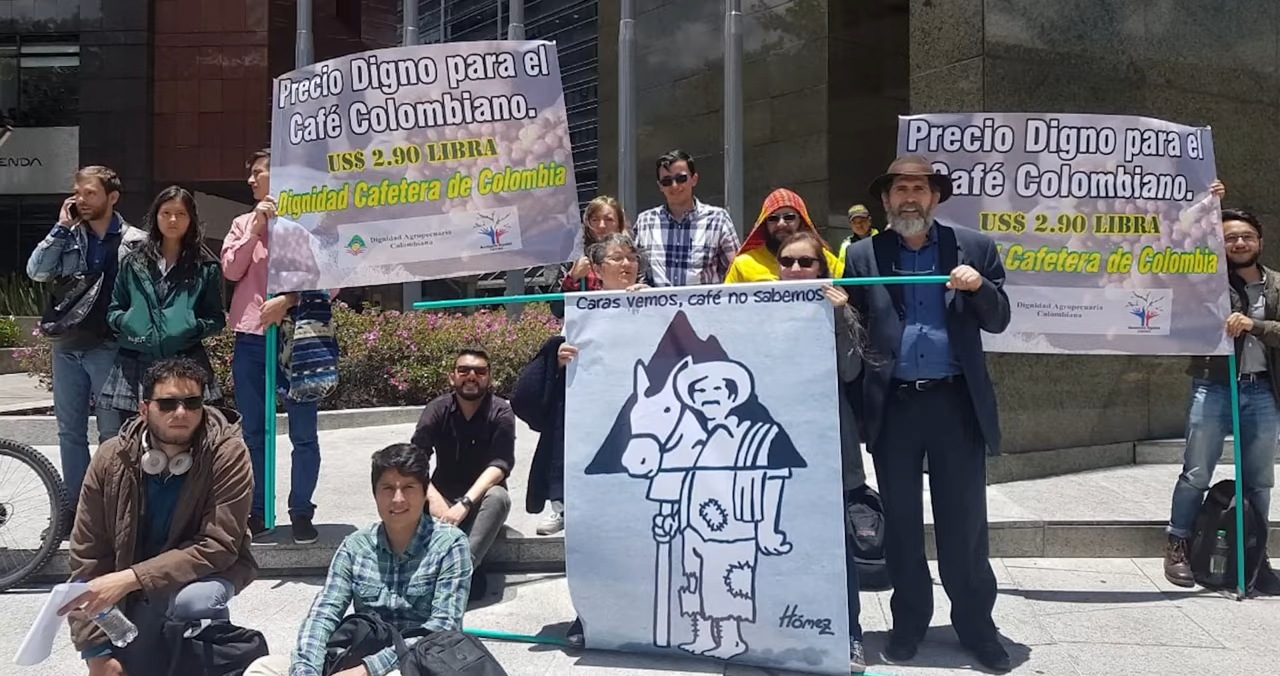 ENDA
Precio Digno para el
Café Colombiano.
US$ 2.90 LIBRA
Dignidad Cafetera de Colombia
Dignidad Agropecuaria
Colombiana
Caras vemos, café no sabemos
Hómez
Precio Digno para el
Café Colombiano.
US$ 2.90 LIBRA
Cafetera de Colombia
Dignidad Agropecuaria
Colombiana